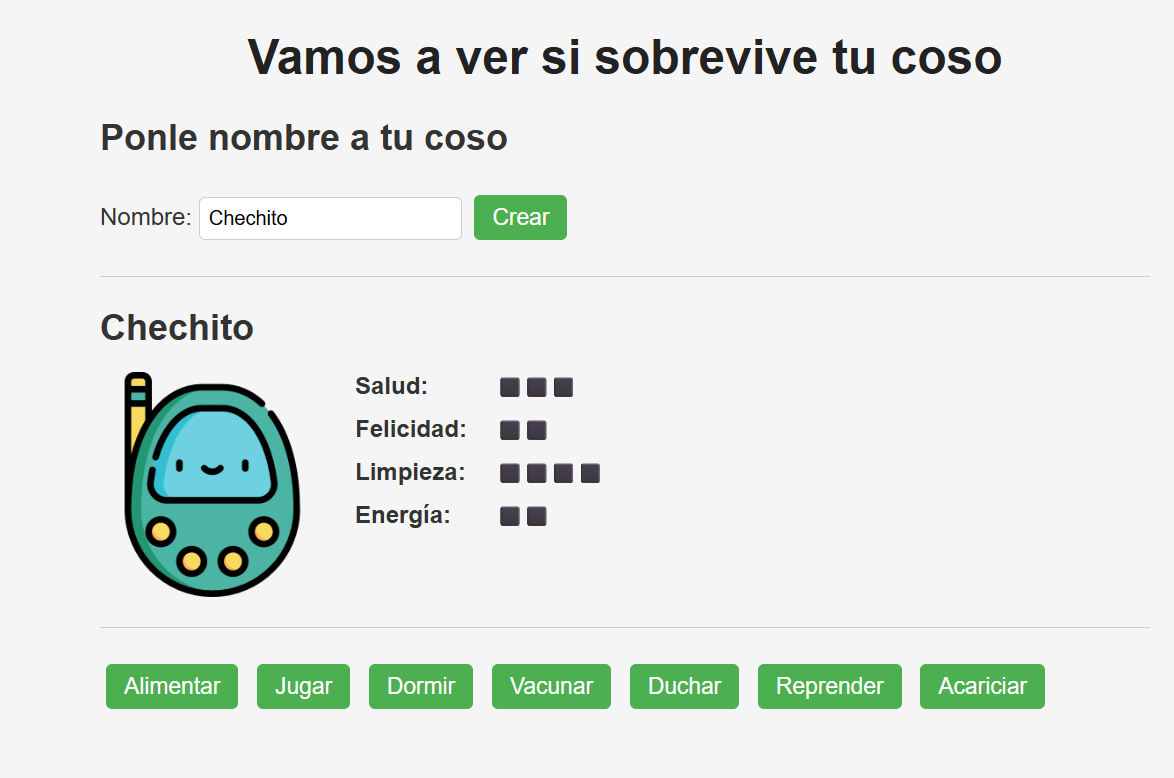 Vamos a ver si sobrevive tu coso
Ponle nombre a tu coso
Nombre: Chechito Crear
Chechito
Salud:
Felicidad:
Limpieza:
Energía:
Alimentar Jugar Dormir Vacunar Duchar Reprender Acariciar